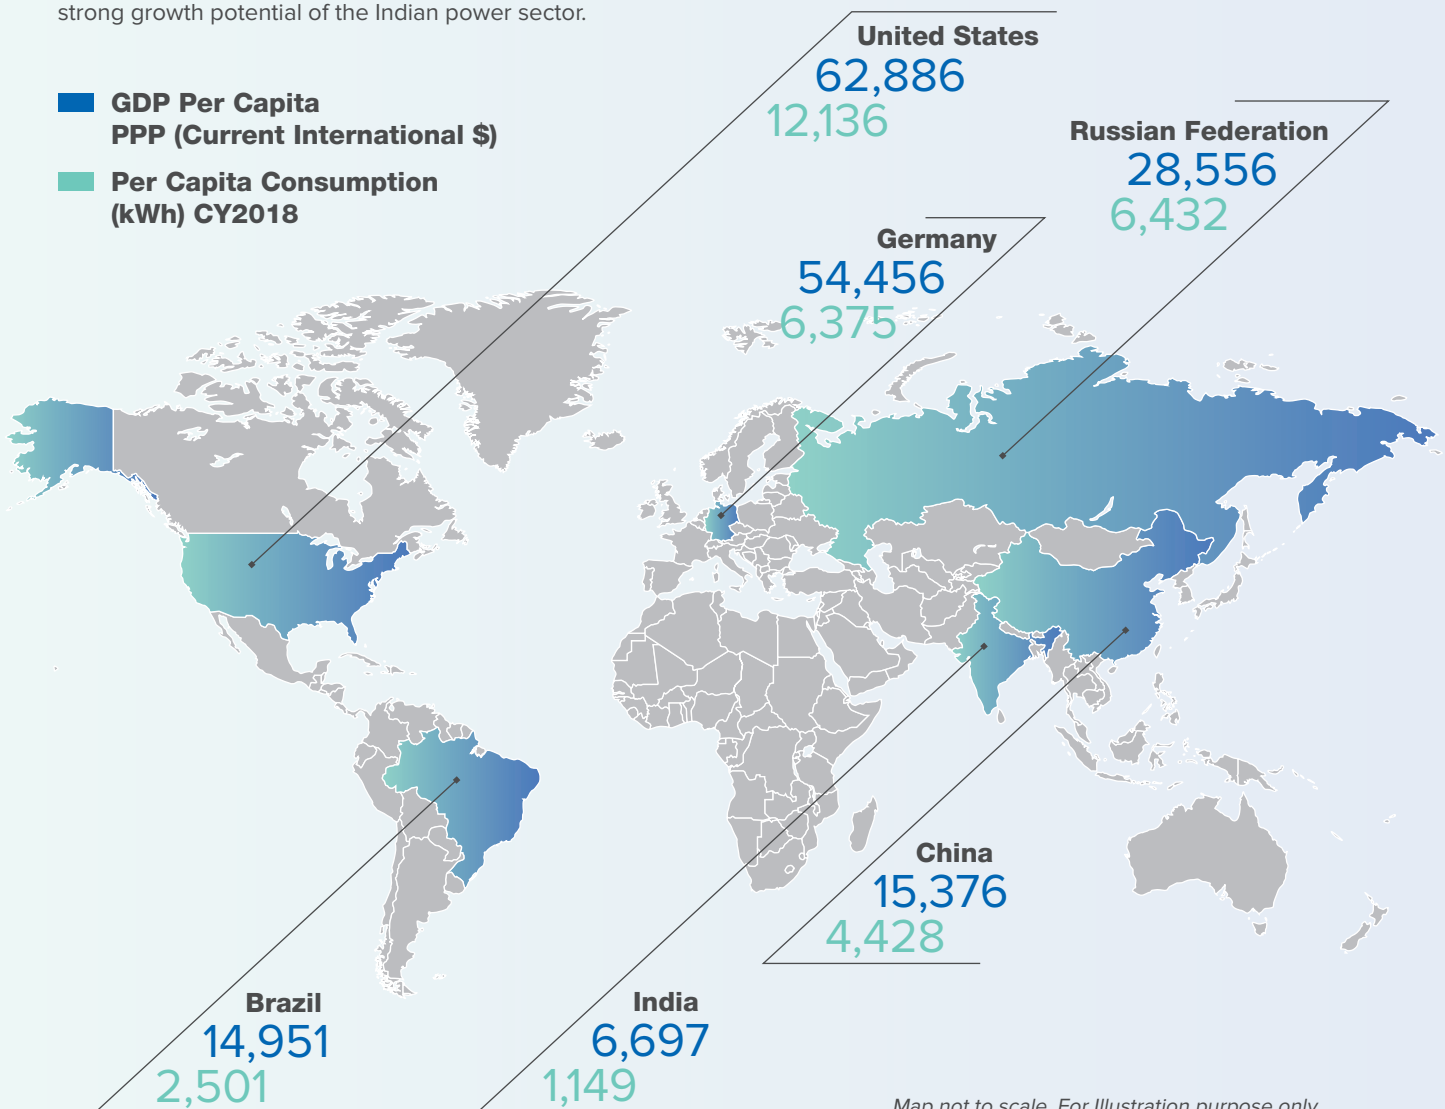 strong growth potential of the Indian power sector.
GDP Per Capita
PPP (Current International $)
Per Capita Consumption
(kWh) CY2018
United States
62,886
12,136
Russian Federation
28,556
6,432
Germany
54,456
6,375
China
15,376
4,428
Brazil
14,951
2,501
India
6,697
1,149
Map not to scale. For Illustration purpose only.